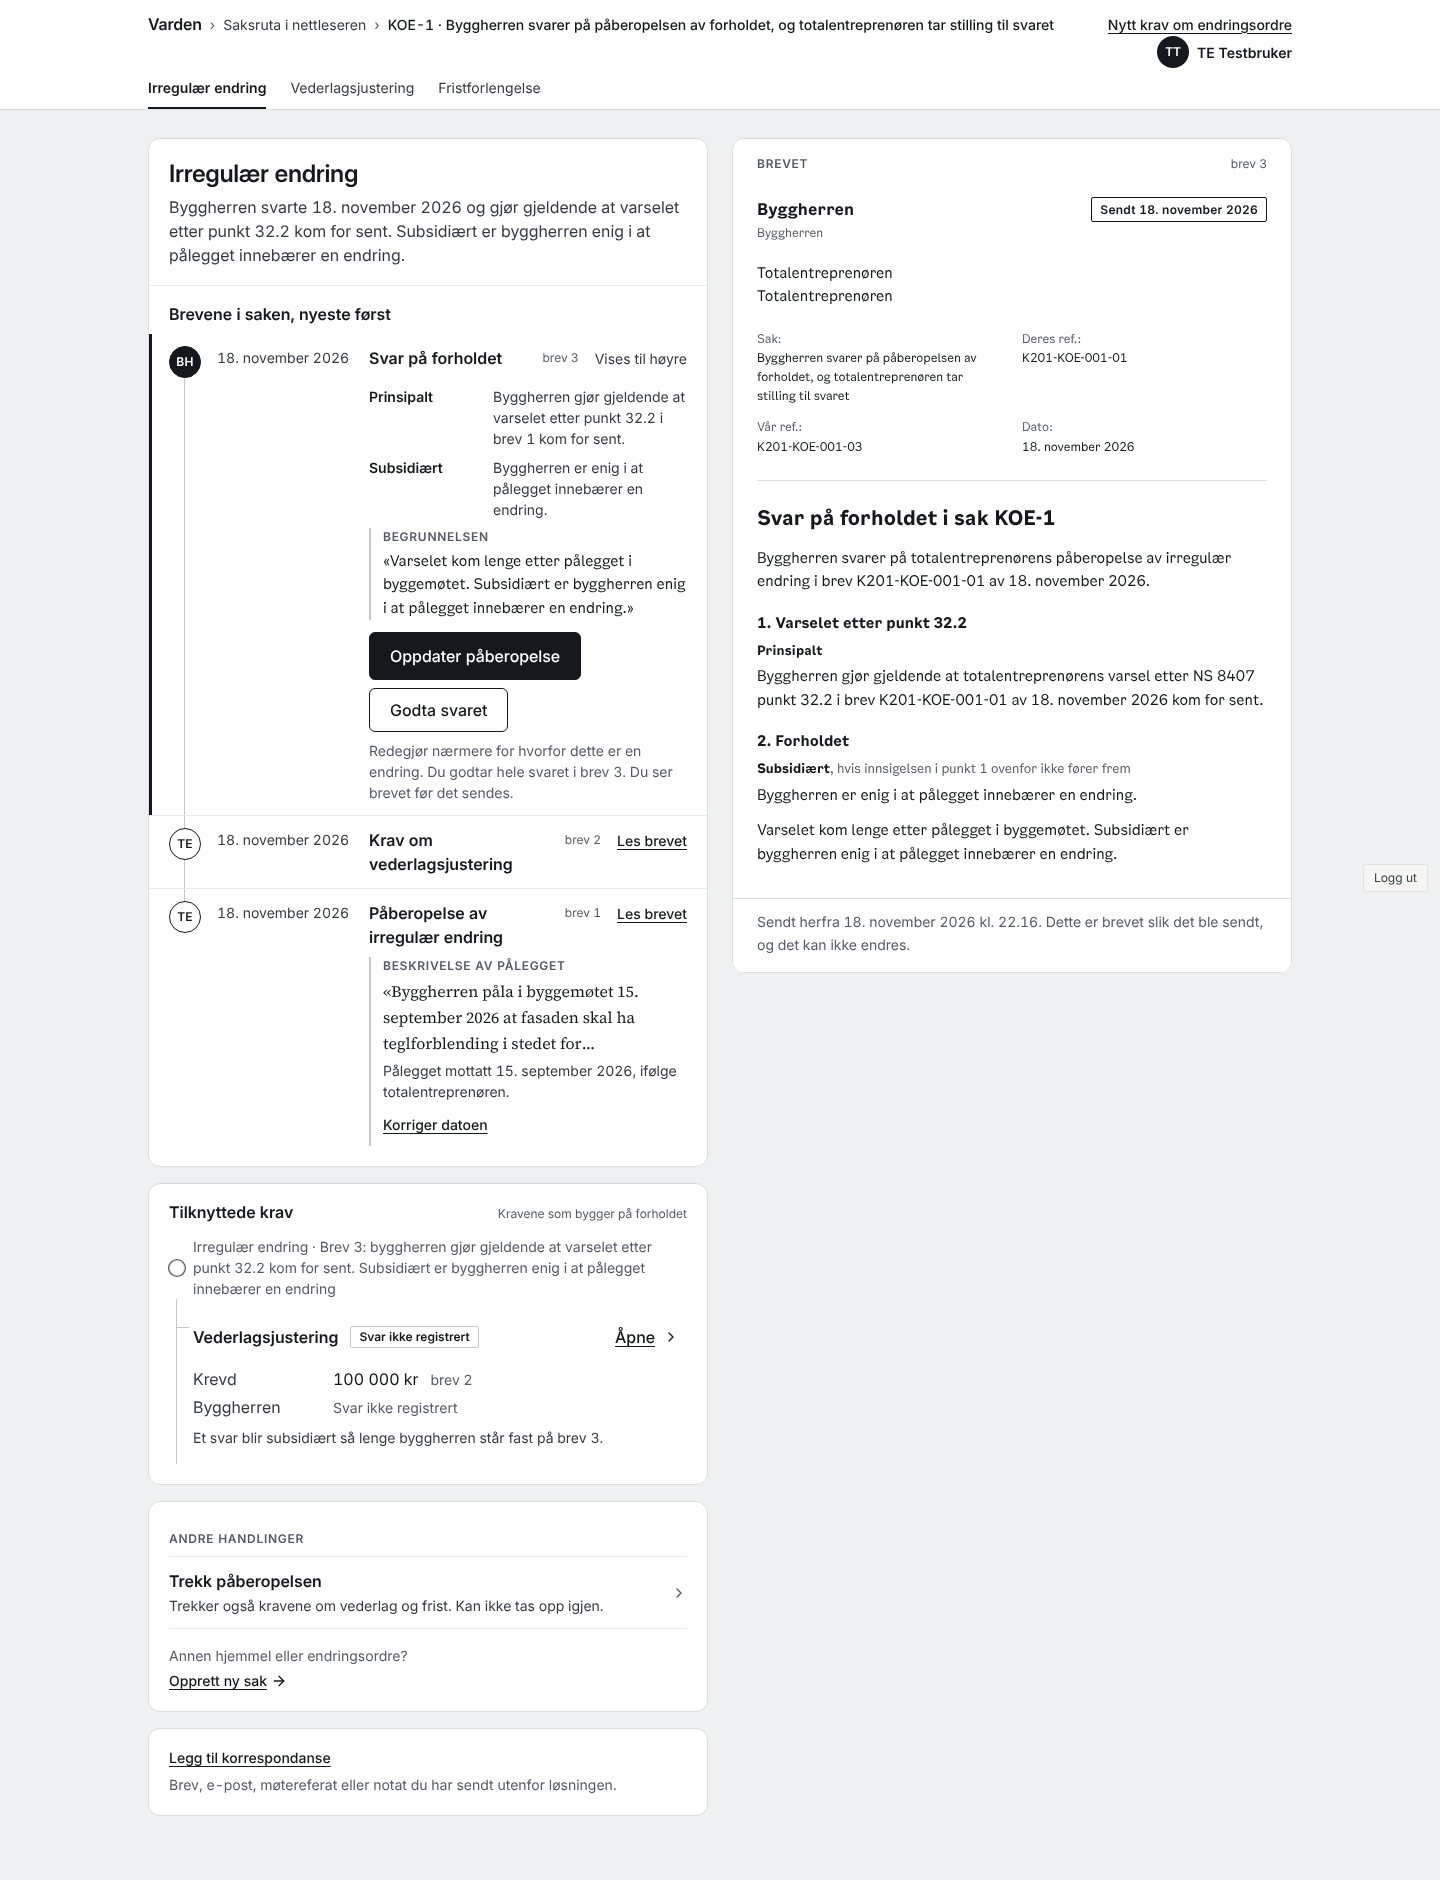 Varden › Saksruta i nettleseren › KOE-1 · Byggherren svarer på påberopelsen av forholdet, og totalentreprenøren tar stilling til svaret
Nytt krav om endringsordre
TT TE Testbruker
Irregulær endring Vederlagsjustering Fristforlengelse
Irregulær endring
Byggherren svarte 18. november 2026 og gjør gjeldende at varselet
etter punkt 32.2 kom for sent. Subsidiært er byggherren enig i at
pålegget innebærer en endring.
Brevene i saken, nyeste først
BH 18. november 2026 Svar på forholdet brev 3 Vises til høyre
Prinsipalt Byggherren gjør gjeldende at
varselet etter punkt 32.2 i
brev 1 kom for sent.
Subsidiært Byggherren er enig i at
pålegget innebærer en
endring.
BEGRUNNELSEN
«Varselet kom lenge etter pålegget i
byggemøtet. Subsidiært er byggherren enig
i at pålegget innebærer en endring.»
Oppdater påberopelse
Godta svaret
Redegjør nærmere for hvorfor dette er en
endring. Du godtar hele svaret i brev 3. Du ser
brevet før det sendes.
TE 18. november 2026 Krav om brev 2 Les brevet
vederlagsjustering
TE 18. november 2026 Påberopelse av brev 1 Les brevet
irregulær endring
BESKRIVELSE AV PÅLEGGET
«Byggherren påla i byggemøtet 15.
september 2026 at fasaden skal ha
teglforblending i stedet for…
Pålegget mottatt 15. september 2026, ifølge
totalentreprenøren.
Korriger datoen
Tilknyttede krav Kravene som bygger på forholdet
Irregulær endring · Brev 3: byggherren gjør gjeldende at varselet etter
punkt 32.2 kom for sent. Subsidiært er byggherren enig i at pålegget
innebærer en endring
Vederlagsjustering Svar ikke registrert Åpne
Krevd 100 000 kr brev 2
Byggherren Svar ikke registrert
Et svar blir subsidiært så lenge byggherren står fast på brev 3.
ANDRE HANDLINGER
Trekk påberopelsen
Trekker også kravene om vederlag og frist. Kan ikke tas opp igjen.
Annen hjemmel eller endringsordre?
Opprett ny sak →
Legg til korrespondanse
Brev, e-post, møtereferat eller notat du har sendt utenfor løsningen.
BREVET brev 3
Byggherren Sendt 18. november 2026
Byggherren
Totalentreprenøren
Totalentreprenøren
Sak: Deres ref.:
Byggherren svarer på påberopelsen av K201-KOE-001-01
forholdet, og totalentreprenøren tar
stilling til svaret
Vår ref.: Dato:
K201-KOE-001-03 18. november 2026
Svar på forholdet i sak KOE-1
Byggherren svarer på totalentreprenørens påberopelse av irregulær
endring i brev K201-KOE-001-01 av 18. november 2026.
1. Varselet etter punkt 32.2
Prinsipalt
Byggherren gjør gjeldende at totalentreprenørens varsel etter NS 8407
punkt 32.2 i brev K201-KOE-001-01 av 18. november 2026 kom for sent.
2. Forholdet
Subsidiært, hvis innsigelsen i punkt 1 ovenfor ikke fører frem
Byggherren er enig i at pålegget innebærer en endring.
Varselet kom lenge etter pålegget i byggemøtet. Subsidiært er
byggherren enig i at pålegget innebærer en endring.
Sendt herfra 18. november 2026 kl. 22.16. Dette er brevet slik det ble sendt,
og det kan ikke endres.
Logg ut